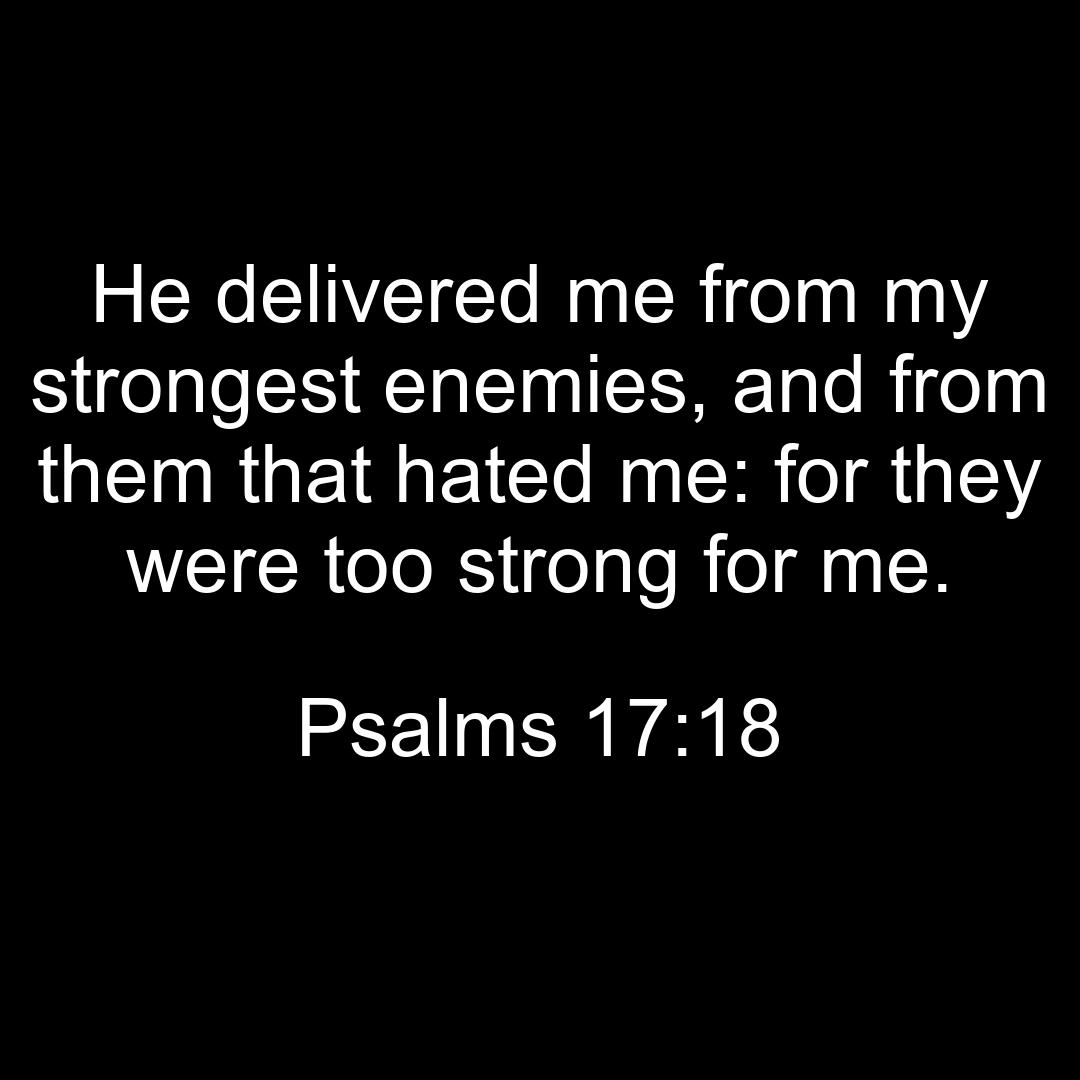 He delivered me from my
strongest enemies, and from
them that hated me: for they
were too strong for me.
Psalms 17:18